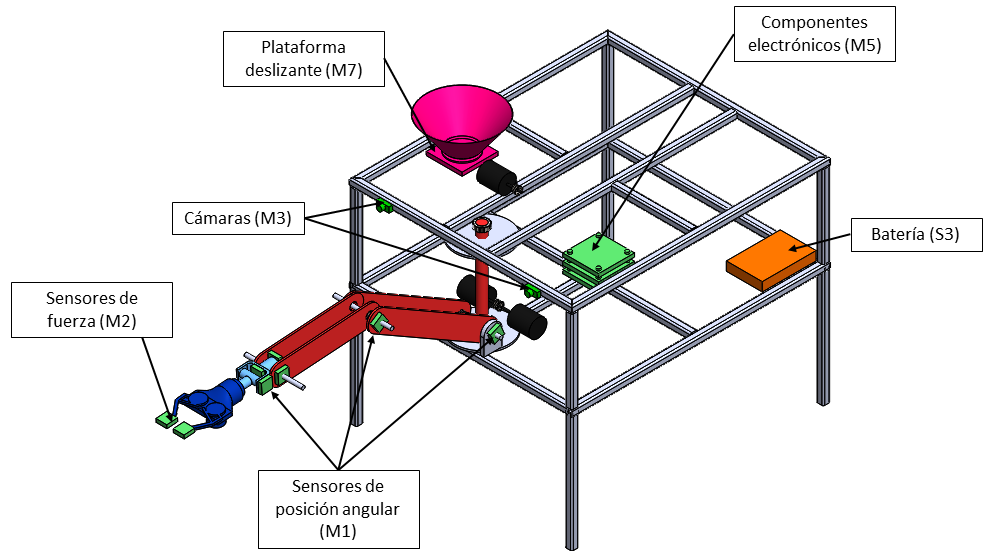 Componentes
electrónicos (M5)
Plataforma
deslizante (M7)
Cámaras (M3)
Batería (S3)
Sensores de
fuerza (M2)
Sensores de
posición angular
(M1)